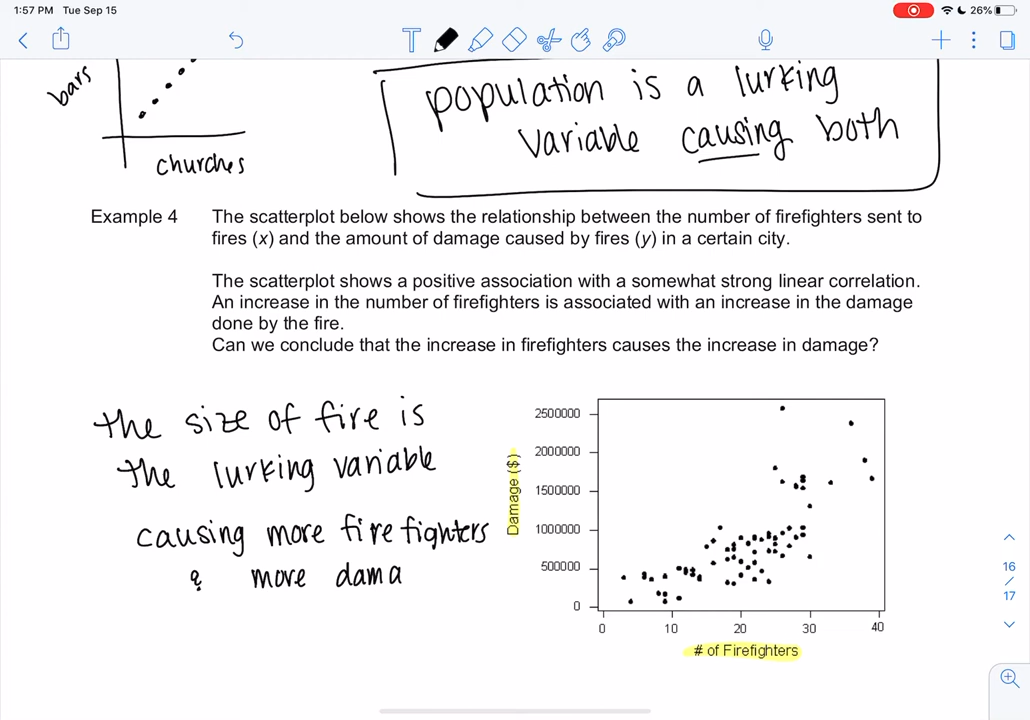 1:57 PM Tue Sep 15
26%
bars
churches
population is a lurking
variable causing both
Example 4 The scatterplot below shows the relationship between the number of firefighters sent to
fires (x) and the amount of damage caused by fires (y) in a certain city.
The scatterplot shows a positive association with a somewhat strong linear correlation.
An increase in the number of firefighters is associated with an increase in the damage
done by the fire.
Can we conclude that the increase in firefighters causes the increase in damage?
the size of fire is
the lurking variable
causing more fire fighters
& more dama
Damage ($)
2500000
2000000
1500000
1000000
500000
0
0 10 20 30 40
# of Firefighters
16
/
17